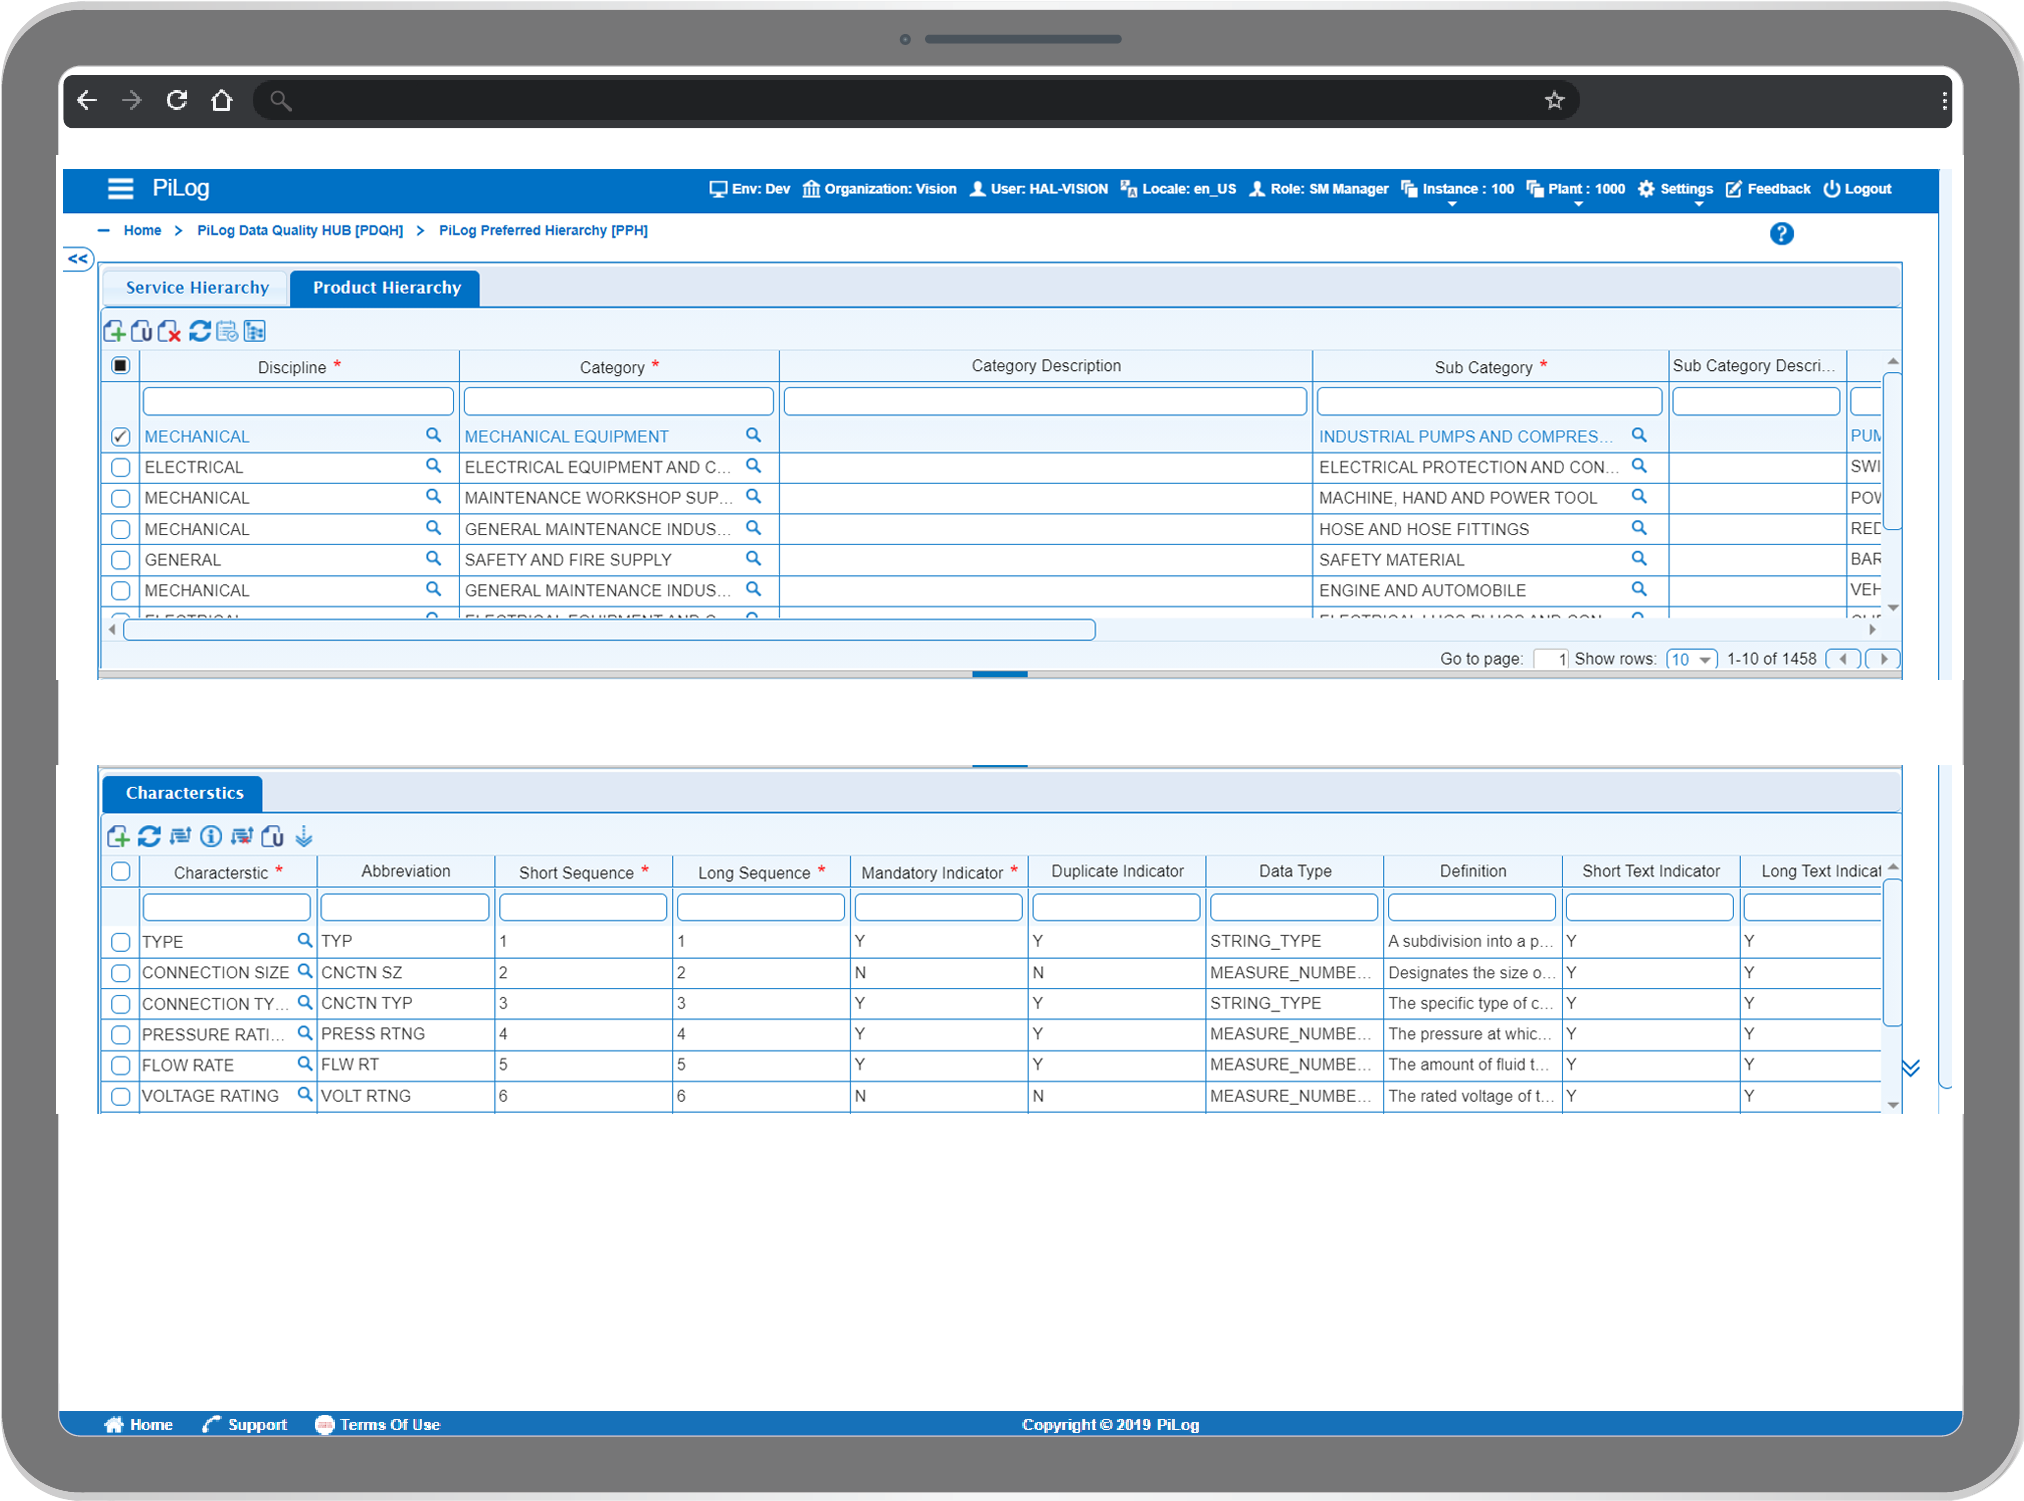 PiLog Env: Dev Organization: Vision User: HAL-VISION Locale: en_US Role: SM Manager Instance : 100 Plant : 1000 Settings Feedback Logout
Home > PiLog Data Quality HUB [PDQH] > PiLog Preferred Hierarchy [PPH]
<<
Service Hierarchy Product Hierarchy
Discipline * Category * Category Description Sub Category * Sub Category Descri...
MECHANICAL MECHANICAL EQUIPMENT INDUSTRIAL PUMPS AND COMPRES... PUM
ELECTRICAL ELECTRICAL EQUIPMENT AND C... ELECTRICAL PROTECTION AND CON... SWI
MECHANICAL MAINTENANCE WORKSHOP SUP... MACHINE, HAND AND POWER TOOL POW
MECHANICAL GENERAL MAINTENANCE INDUS... HOSE AND HOSE FITTINGS RED
GENERAL SAFETY AND FIRE SUPPLY SAFETY MATERIAL BAR
MECHANICAL GENERAL MAINTENANCE INDUS... ENGINE AND AUTOMOBILE VEH
Go to page: 1 Show rows: 10 1-10 of 1458
Characterstics
Characterstic * Abbreviation Short Sequence * Long Sequence * Mandatory Indicator * Duplicate Indicator Data Type Definition Short Text Indicator Long Text Indicat
TYPE TYP 1 1 Y Y STRING_TYPE A subdivision into a p... Y Y
CONNECTION SIZE CNCTN SZ 2 2 N N MEASURE_NUMBE... Designates the size o... Y Y
CONNECTION TY... CNCTN TYP 3 3 Y Y STRING_TYPE The specific type of c... Y Y
PRESSURE RATI... PRESS RTNG 4 4 Y Y MEASURE_NUMBE... The pressure at whic... Y Y
FLOW RATE FLW RT 5 5 Y Y MEASURE_NUMBE... The amount of fluid t... Y Y
VOLTAGE RATING VOLT RTNG 6 6 N N MEASURE_NUMBE... The rated voltage of t... Y Y
Home Support Terms Of Use Copyright © 2019 PiLog